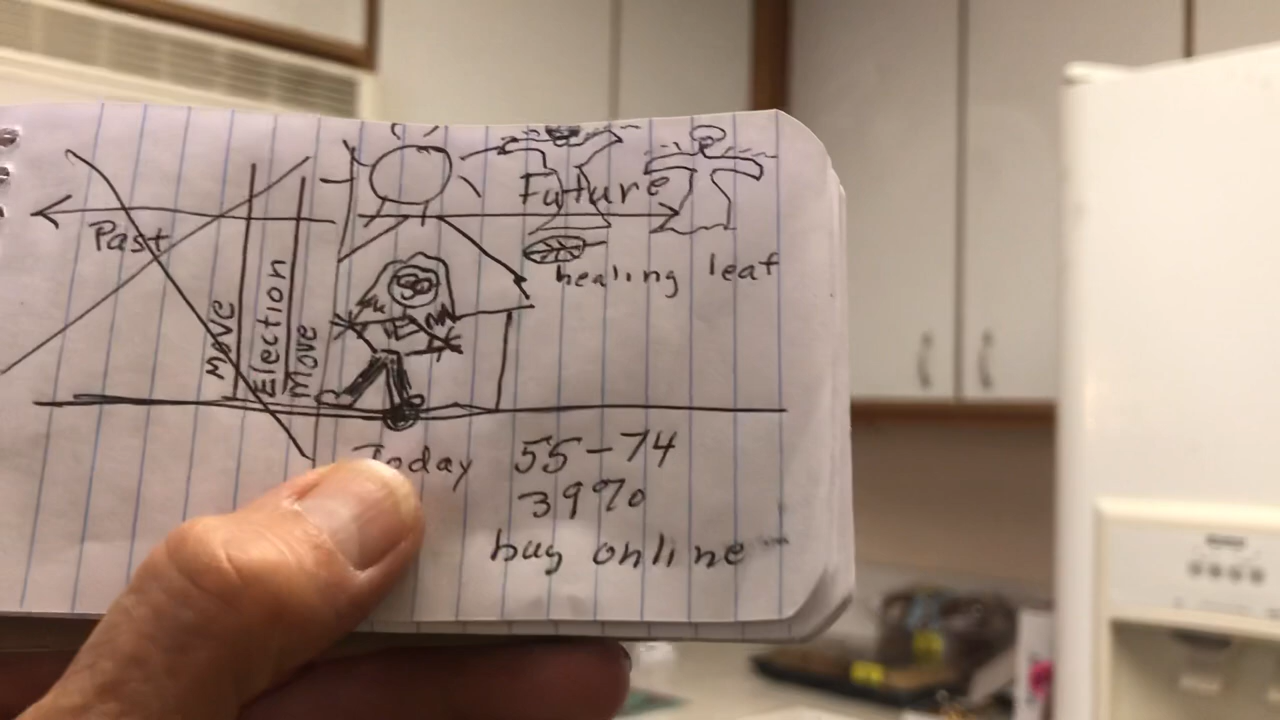 Past
Future
healing leaf
Move
Election
Move
Today
55-74
39%
buy online